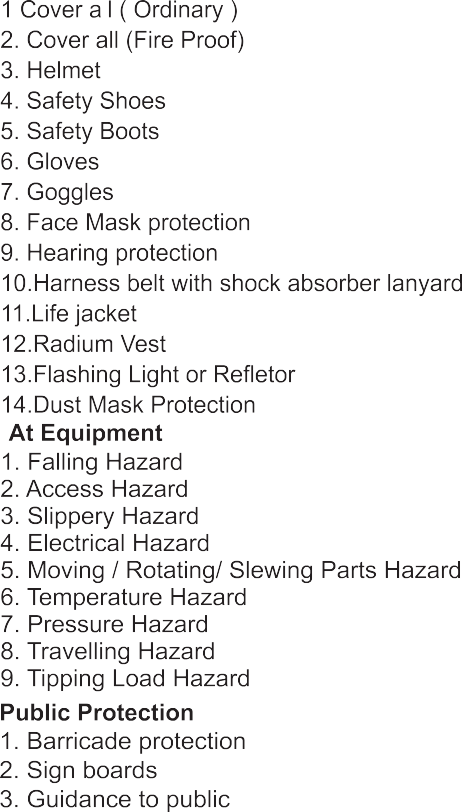 1 Cover a l ( Ordinary )
2. Cover all (Fire Proof)
3. Helmet
4. Safety Shoes
5. Safety Boots
6. Gloves
7. Goggles
8. Face Mask protection
9. Hearing protection
10.Harness belt with shock absorber lanyard
11.Life jacket
12.Radium Vest
13.Flashing Light or Refletor
14.Dust Mask Protection
At Equipment
1. Falling Hazard
2. Access Hazard
3. Slippery Hazard
4. Electrical Hazard
5. Moving / Rotating/ Slewing Parts Hazard
6. Temperature Hazard
7. Pressure Hazard
8. Travelling Hazard
9. Tipping Load Hazard
Public Protection
1. Barricade protection
2. Sign boards
3. Guidance to public